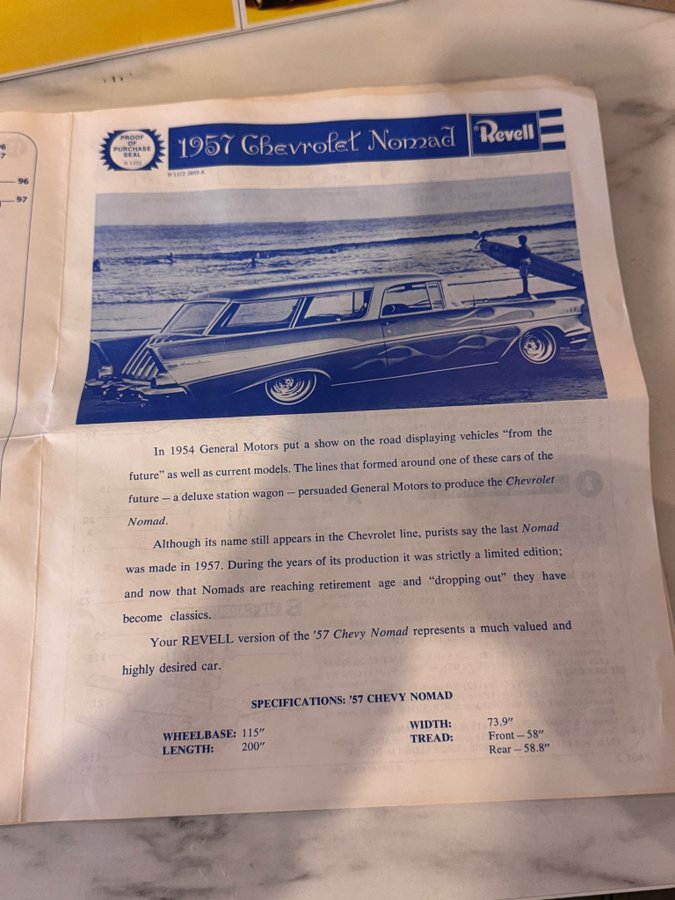 PROOF
OF
PURCHASE
SEAL
H-1377
1957 Chevrolet Nomad
Revell
96
97
In 1954 General Motors put a show on the road displaying vehicles “from the
future” as well as current models. The lines that formed around one of these cars of the
future – a deluxe station wagon – persuaded General Motors to produce the Chevrolet
Nomad.
Although its name still appears in the Chevrolet line, purists say the last Nomad
was made in 1957. During the years of its production it was strictly a limited edition;
and now that Nomads are reaching retirement age and “dropping out” they have
become classics.
Your REVELL version of the '57 Chevy Nomad represents a much valued and
highly desired car.
SPECIFICATIONS: '57 CHEVY NOMAD
WHEELBASE: 115″
LENGTH: 200″
WIDTH: 73.9″
TREAD: Front – 58″
Rear – 58.8″